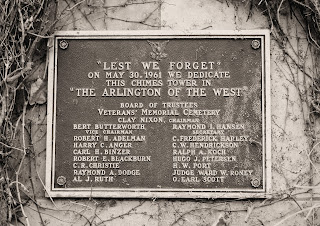 "LEST WE FORGET"
ON MAY 30, 1961 WE DEDICATE
THIS CHIMES TOWER IN
"THE ARLINGTON OF THE WEST"
BOARD OF TRUSTEES
VETERANS' MEMORIAL CEMETERY
CLAY NIXON, CHAIRMAN
BERT BUTTERWORTH
VICE CHAIRMAN
ROBERT H. ADELMAN
HARRY C. ANGER
CARL H. BINZER
ROBERT E. BLACKBURN
C. R. CHRISTIE
RAYMOND A. DODGE
AL J. RUTH
RAYMOND I. HANSEN
SECRETARY
C. FREDERICK HARLEY
C. W. HENDRICKSON
RALPH A. KOCH
HUGO J. PETERSEN
H. W. PORT
JUDGE WARD W. RONEY
O. EARL SCOTT